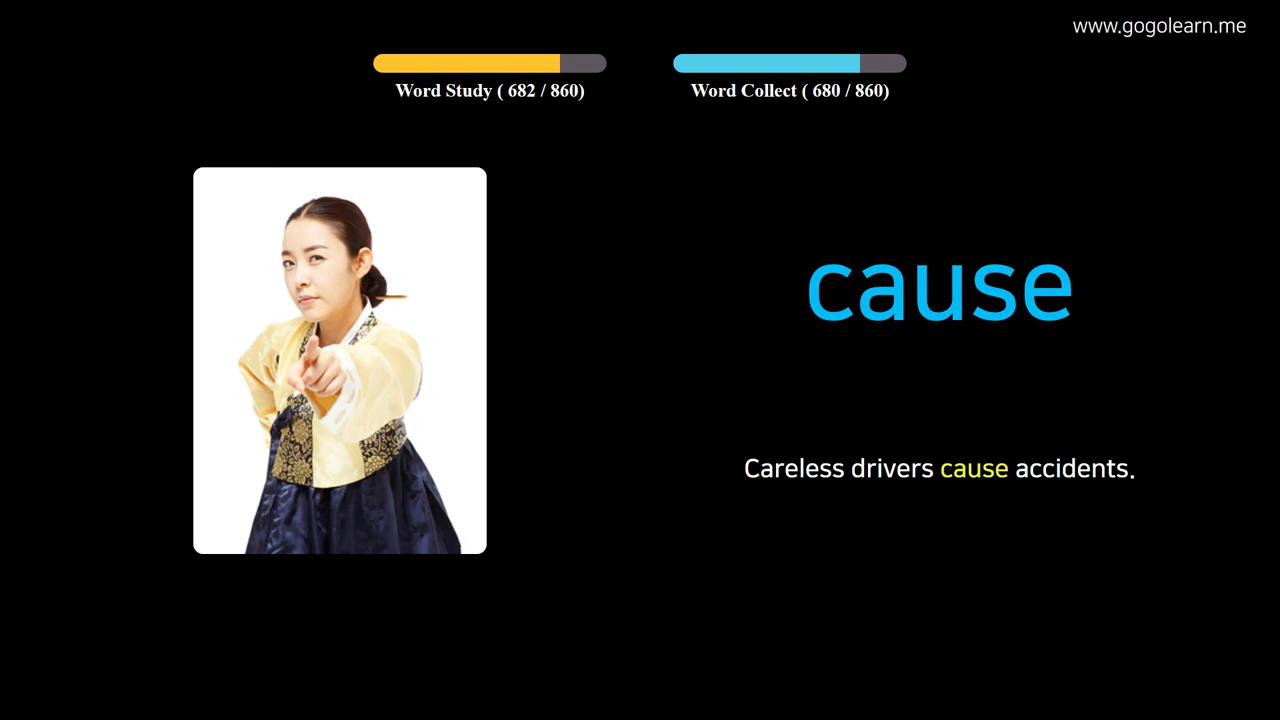 www.gogolearn.me
Word Study ( 682 / 860)
Word Collect ( 680 / 860)
cause
Careless drivers cause accidents.